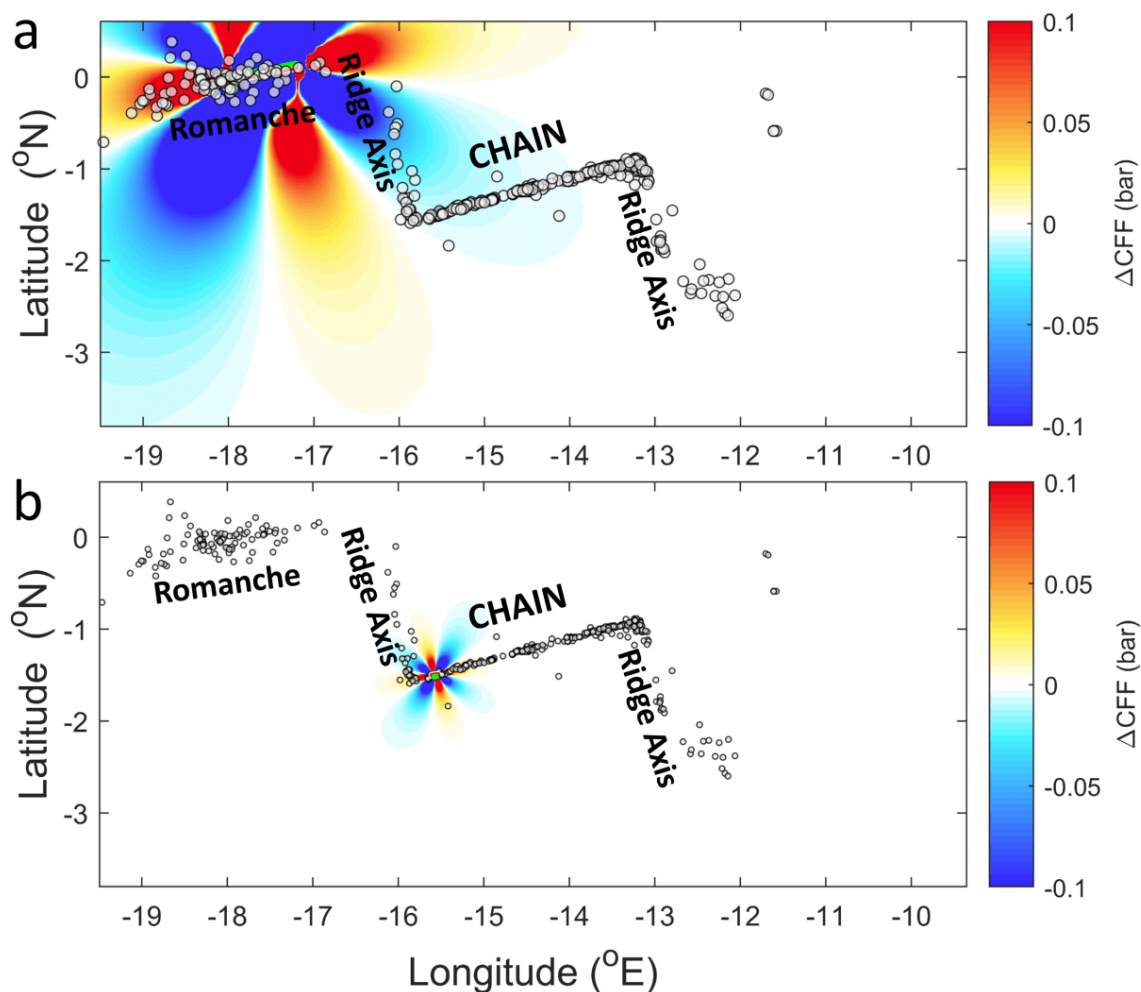 a
Latitude (°N)
0
-1
-2
-3
Romanche
Ridge Axis
CHAIN
Ridge Axis
-19 -18 -17 -16 -15 -14 -13 -12 -11 -10
0.1
0.05
0
-0.05
-0.1
ΔCFF (bar)
b
Latitude (°N)
0
-1
-2
-3
Romanche
Ridge Axis
CHAIN
Ridge Axis
-19 -18 -17 -16 -15 -14 -13 -12 -11 -10
Longitude (°E)
0.1
0.05
0
-0.05
-0.1
ΔCFF (bar)